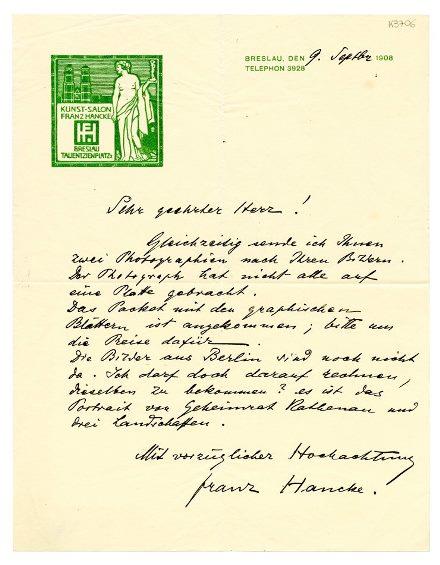 K3706
BRESLAU, DEN 9. Septbr 1908
TELEPHON 3928
KUNST-SALON
FRANZ HANCKE
FH
BRESLAU
TAUENTZIENPLATZ
Sehr geehrter Herr!
Gleichzeitig sende ich Ihnen
zwei Photographien nach Ihren Bildern.
Der Photograph hat nicht alle auf
eine Platte gebracht.
Das Packet mit den graphischen
Blättern ist angekommen; bitte um
die Preise dafür.
Die Bilder aus Berlin sind noch nicht
da. Ich darf doch darauf rechnen,
dieselben zu bekommen? es ist das
Portrait von Geheimrat Rathenau und
drei Landschaften.
Mit vorzüglicher Hochachtung
Franz Hancke.